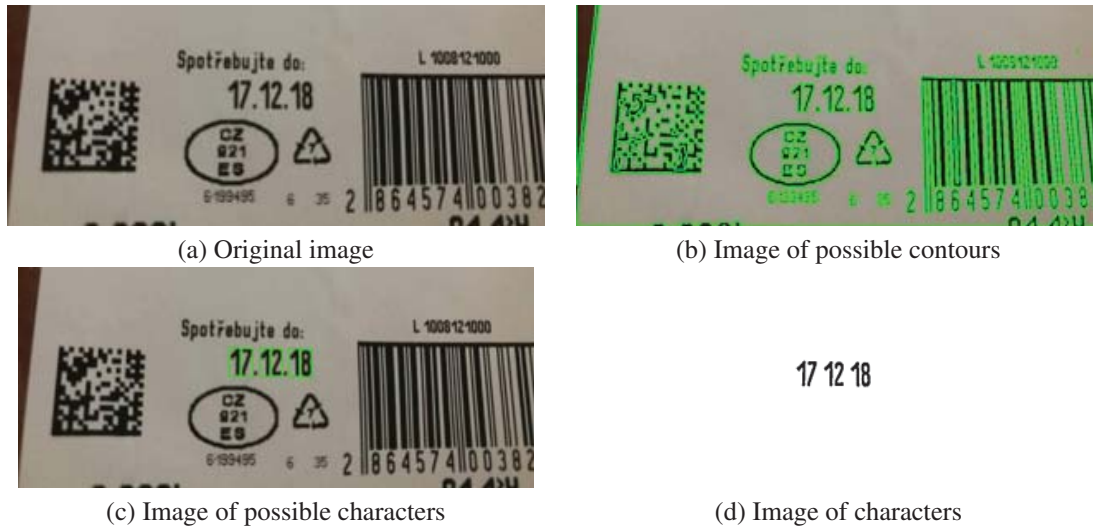 Spotřebujte do:
17.12.18
L 1008121000
CZ
921
ES
6 35
2 864574 00382
(a) Original image
Spotřebujte do:
17.12.18
CZ
921
ES
2 864574 0038
(b) Image of possible contours
Spotřebujte do:
17.12.18
L 1008121000
CZ
921
ES
6 35
2 864574 00382
(c) Image of possible characters
17 12 18
(d) Image of characters